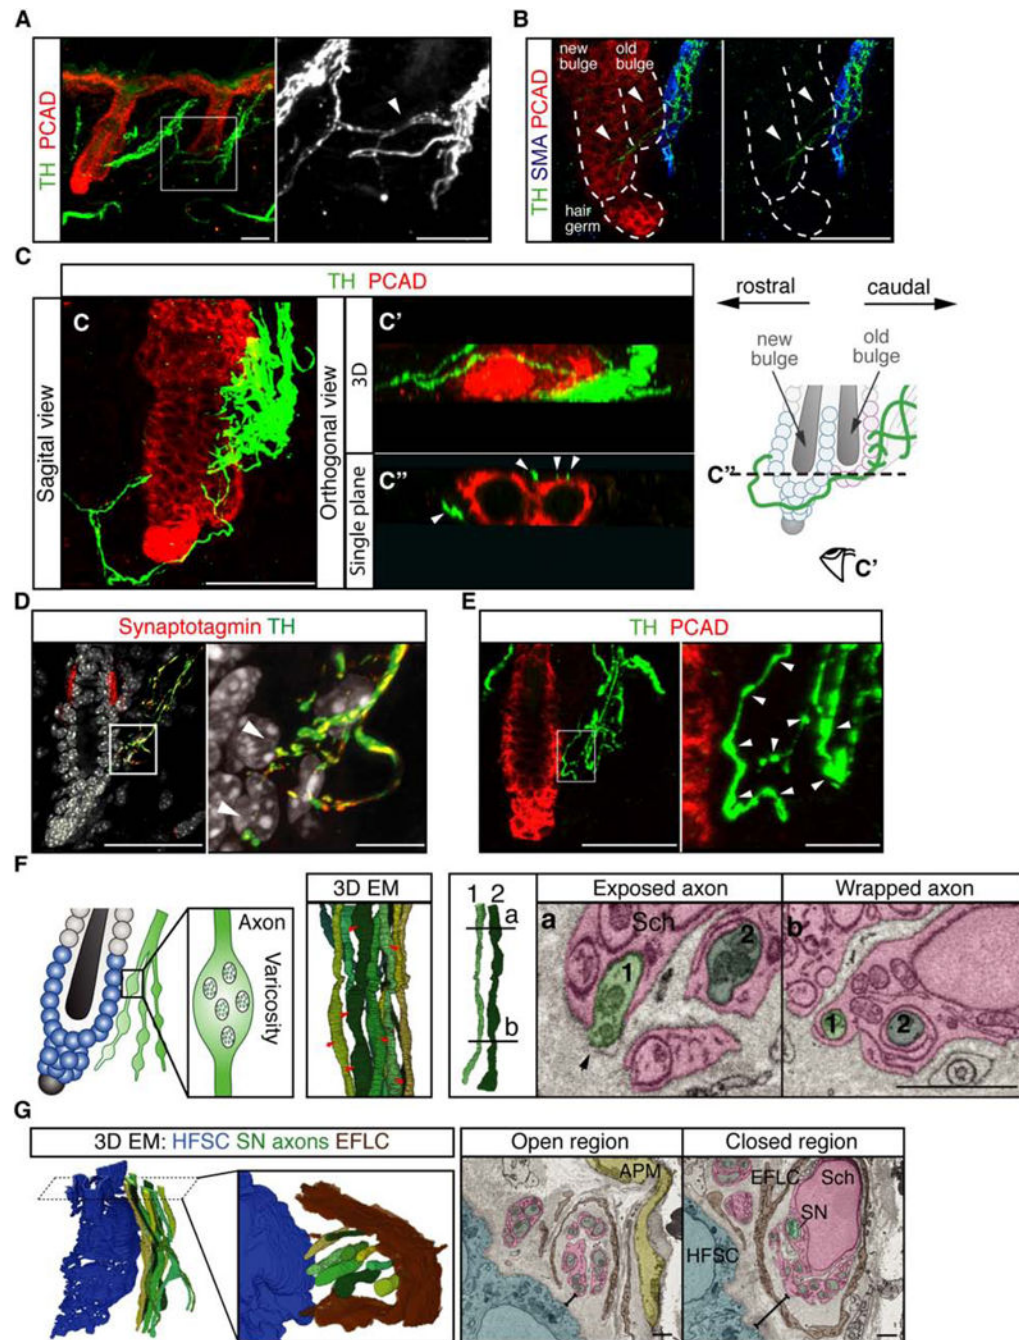 A
B
TH PCAD
TH SMA PCAD
new bulge
old bulge
hair germ
C
TH PCAD
Sagital view
C
Orthogonal view
3D
C'
Single plane
C"
rostral
caudal
new bulge
old bulge
C"
C'
D
Synaptotagmin TH
E
TH PCAD
F
Axon
Varicosity
3D EM
1 2
a
b
Exposed axon
Wrapped axon
a
Sch
1
2
b
1
2
G
3D EM: HFSC SN axons EFLC
Open region
Closed region
APM
EFLC
Sch
SN
HFSC